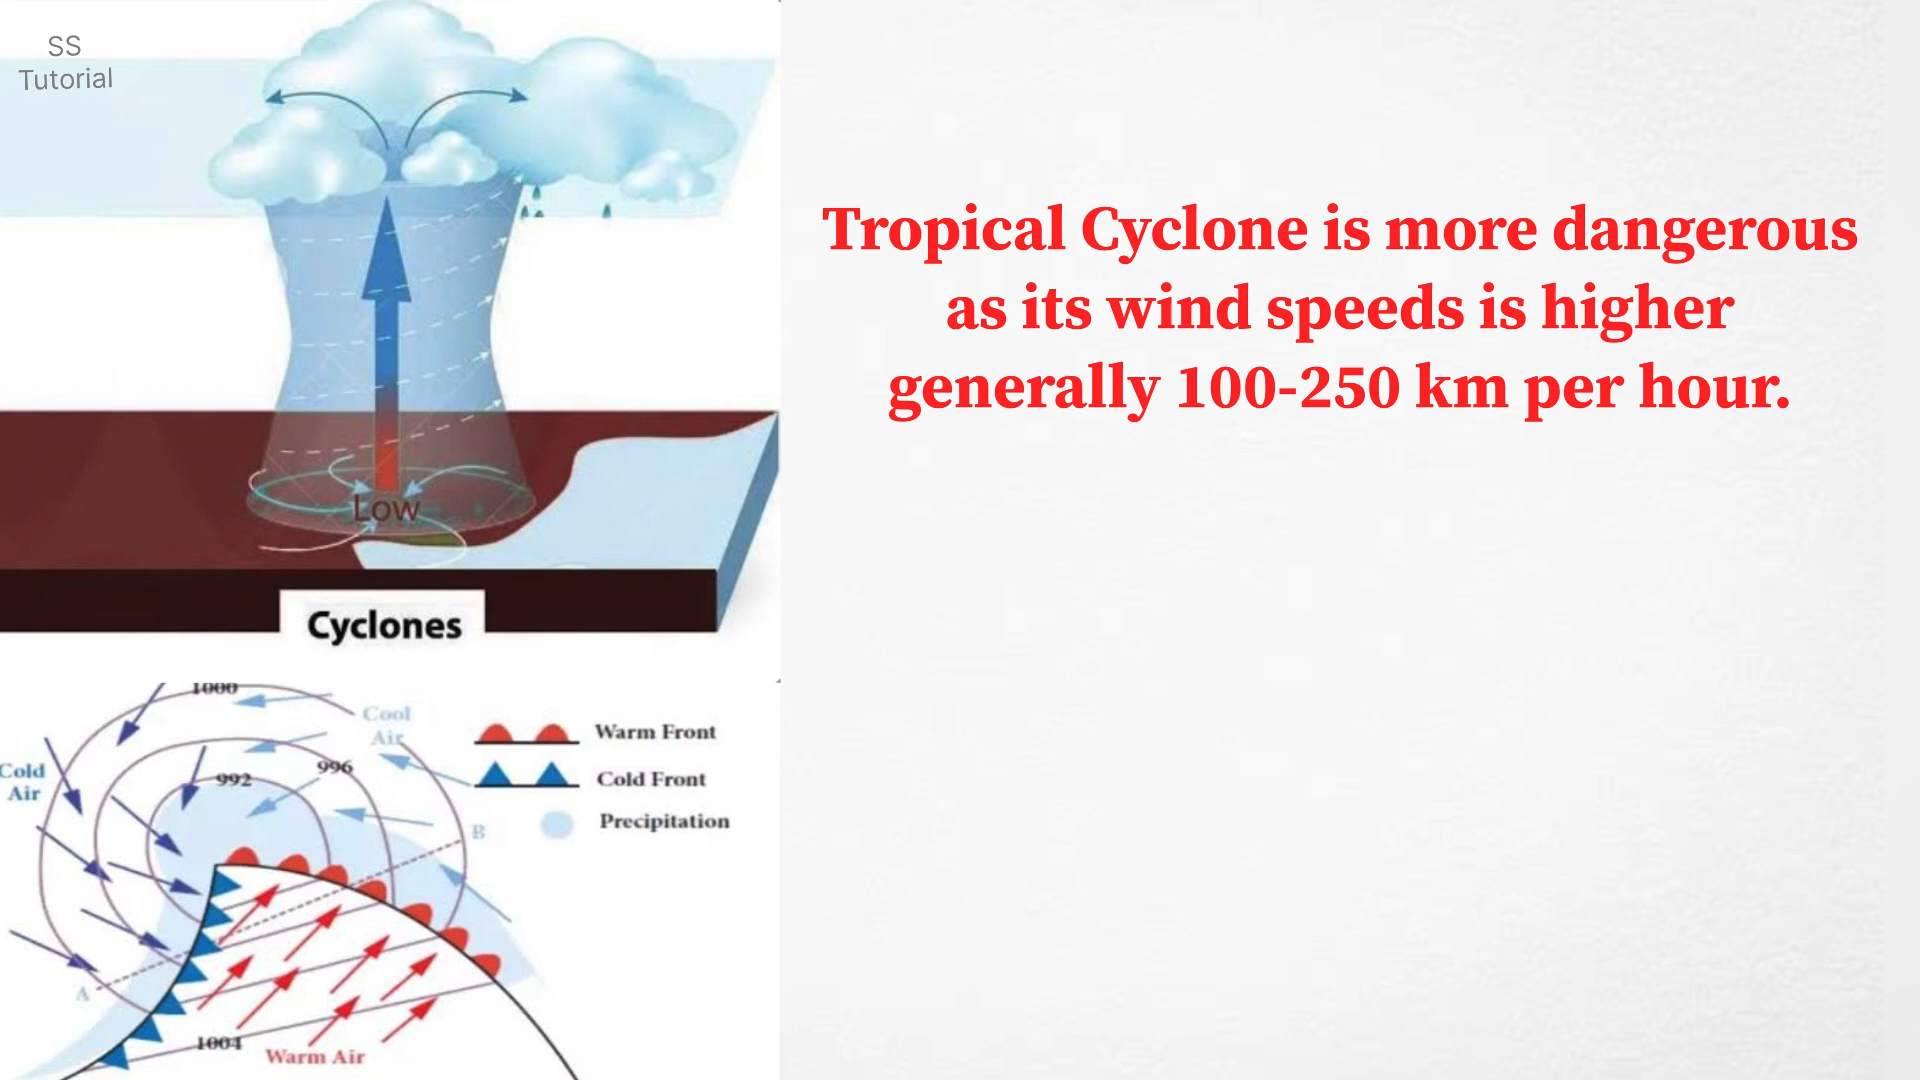 SS
Tutorial
Tropical Cyclone is more dangerous
as its wind speeds is higher
generally 100-250 km per hour.
Low
Cyclones
1000
Cool
Air
Warm Front
996
992
Cold
Air
Cold Front
Precipitation
B
A
1004
Warm Air